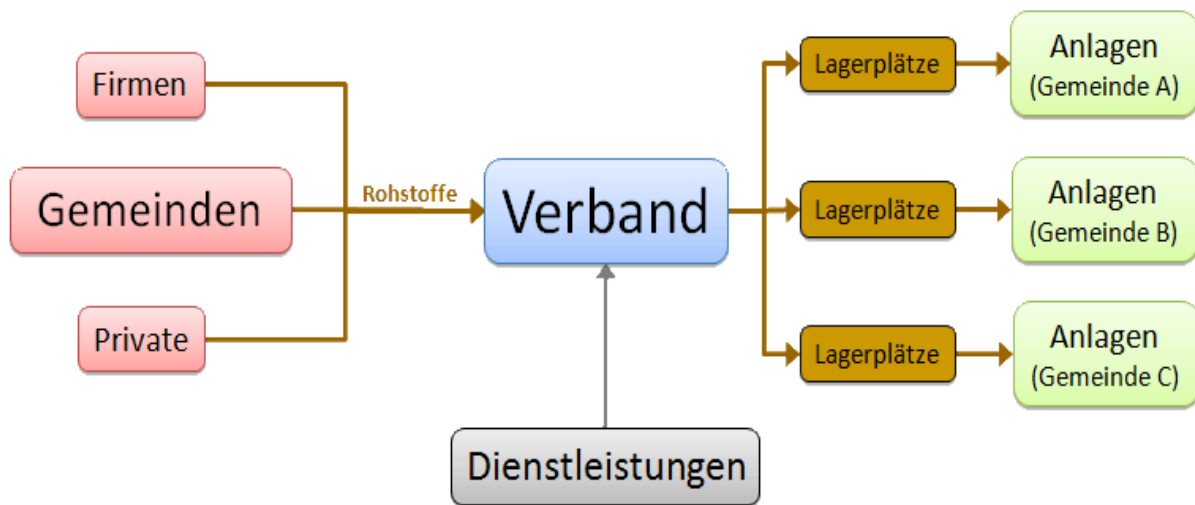 Firmen
Gemeinden
Private
Rohstoffe
Verband
Dienstleistungen
Lagerplätze
Anlagen
(Gemeinde A)
Lagerplätze
Anlagen
(Gemeinde B)
Lagerplätze
Anlagen
(Gemeinde C)